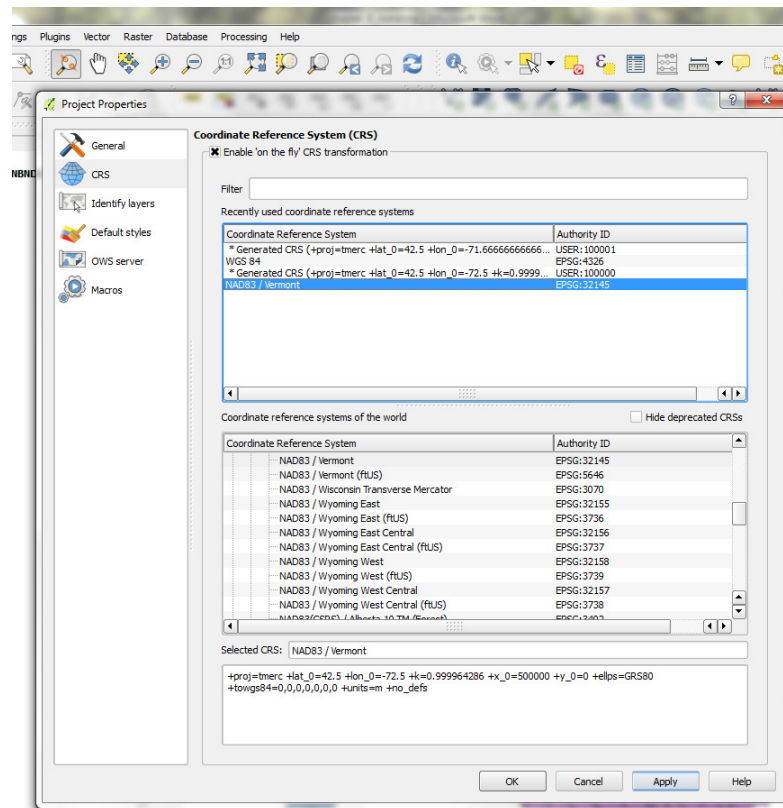 ngs Plugins Vector Raster Database Processing Help
Project Properties
NBND
General
CRS
Identify layers
Default styles
OWS server
Macros
Coordinate Reference System (CRS)
Enable 'on the fly' CRS transformation
Filter
Recently used coordinate reference systems
Coordinate Reference System Authority ID
* Generated CRS (+proj=tmerc +lat_0=42.5 +lon_0=-71.66666666666... USER:100001
WGS 84 EPSG:4326
* Generated CRS (+proj=tmerc +lat_0=42.5 +lon_0=-72.5 +k=0.9999... USER:100000
NAD83 / Vermont EPSG:32145
Coordinate reference systems of the world Hide deprecated CRSs
Coordinate Reference System Authority ID
NAD83 / Vermont EPSG:32145
NAD83 / Vermont (ftUS) EPSG:5646
NAD83 / Wisconsin Transverse Mercator EPSG:3070
NAD83 / Wyoming East EPSG:32155
NAD83 / Wyoming East (ftUS) EPSG:3736
NAD83 / Wyoming East Central EPSG:32156
NAD83 / Wyoming East Central (ftUS) EPSG:3737
NAD83 / Wyoming West EPSG:32158
NAD83 / Wyoming West (ftUS) EPSG:3739
NAD83 / Wyoming West Central EPSG:32157
NAD83 / Wyoming West Central (ftUS) EPSG:3738
NAD83(CSRS) / Alberta 10-TM (Forest) EPSG:3402
Selected CRS: NAD83 / Vermont
+proj=tmerc +lat_0=42.5 +lon_0=-72.5 +k=0.999964286 +x_0=500000 +y_0=0 +ellps=GRS80
+towgs84=0,0,0,0,0,0,0 +units=m +no_defs
OK Cancel Apply Help